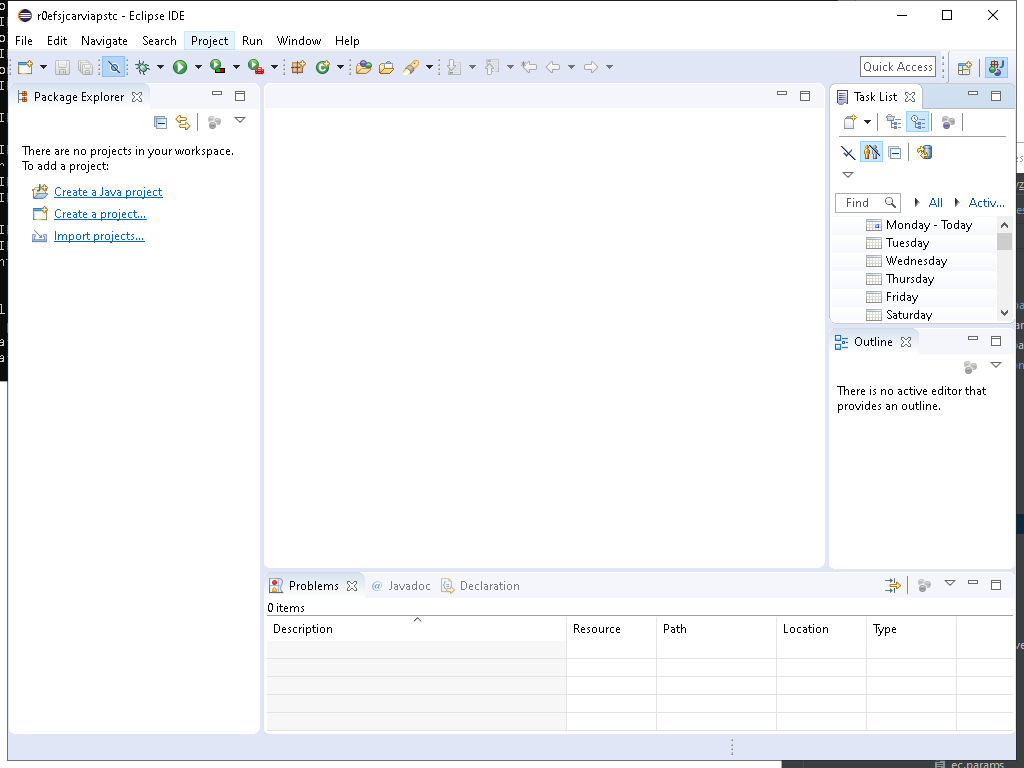 r0efsjcarviapstc - Eclipse IDE
File Edit Navigate Search Project Run Window Help
Quick Access
Package Explorer
There are no projects in your workspace.
To add a project:
Create a Java project
Create a project...
Import projects...
Task List
Find All Activ...
Monday - Today
Tuesday
Wednesday
Thursday
Friday
Saturday
Outline
There is no active editor that
provides an outline.
Problems @ Javadoc Declaration
0 items
Description Resource Path Location Type
ec.params